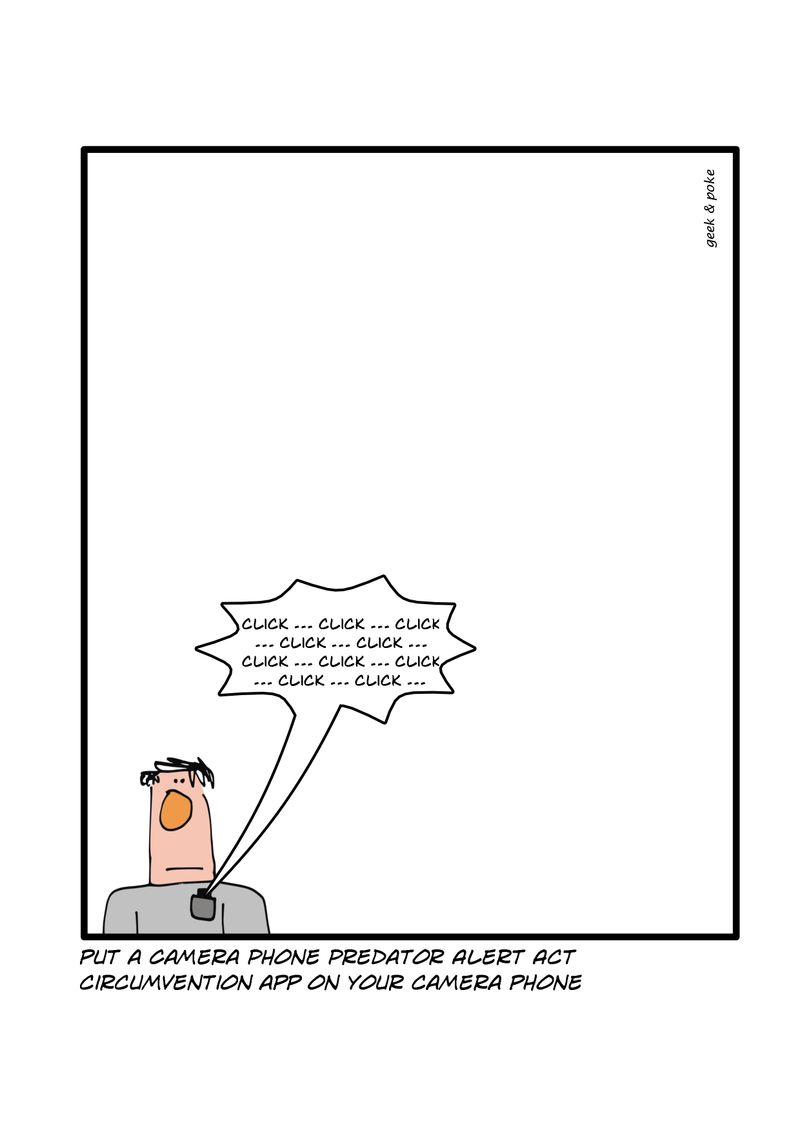 geek & poke
CLICK --- CLICK --- CLICK
--- CLICK --- CLICK ---
CLICK --- CLICK --- CLICK
--- CLICK --- CLICK ---
PUT A CAMERA PHONE PREDATOR ALERT ACT
CIRCUMVENTION APP ON YOUR CAMERA PHONE